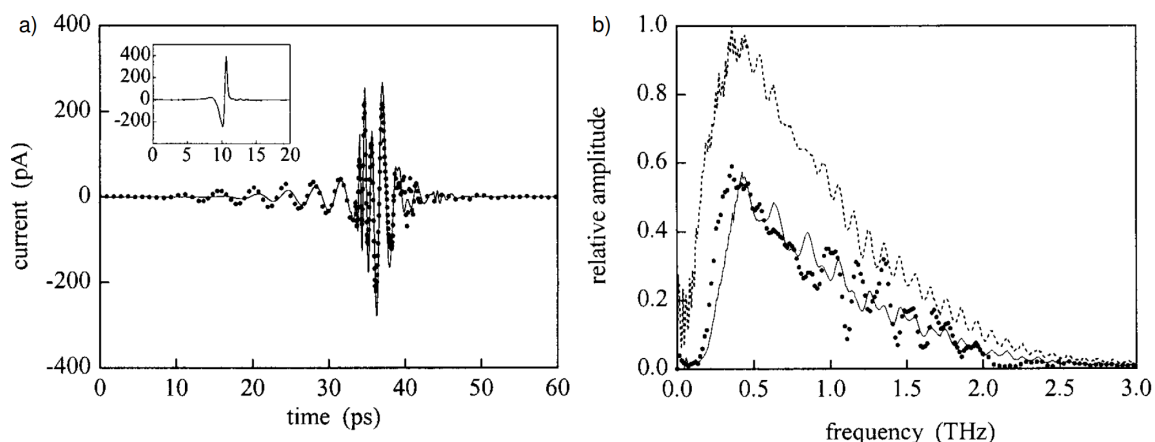 a)
400
200
0
-200
-400
current (pA)
400
200
0
-200
0 5 10 15 20
0 10 20 30 40 50 60
time (ps)
b)
1.0
0.8
0.6
0.4
0.2
0.0
relative amplitude
0.0 0.5 1.0 1.5 2.0 2.5 3.0
frequency (THz)